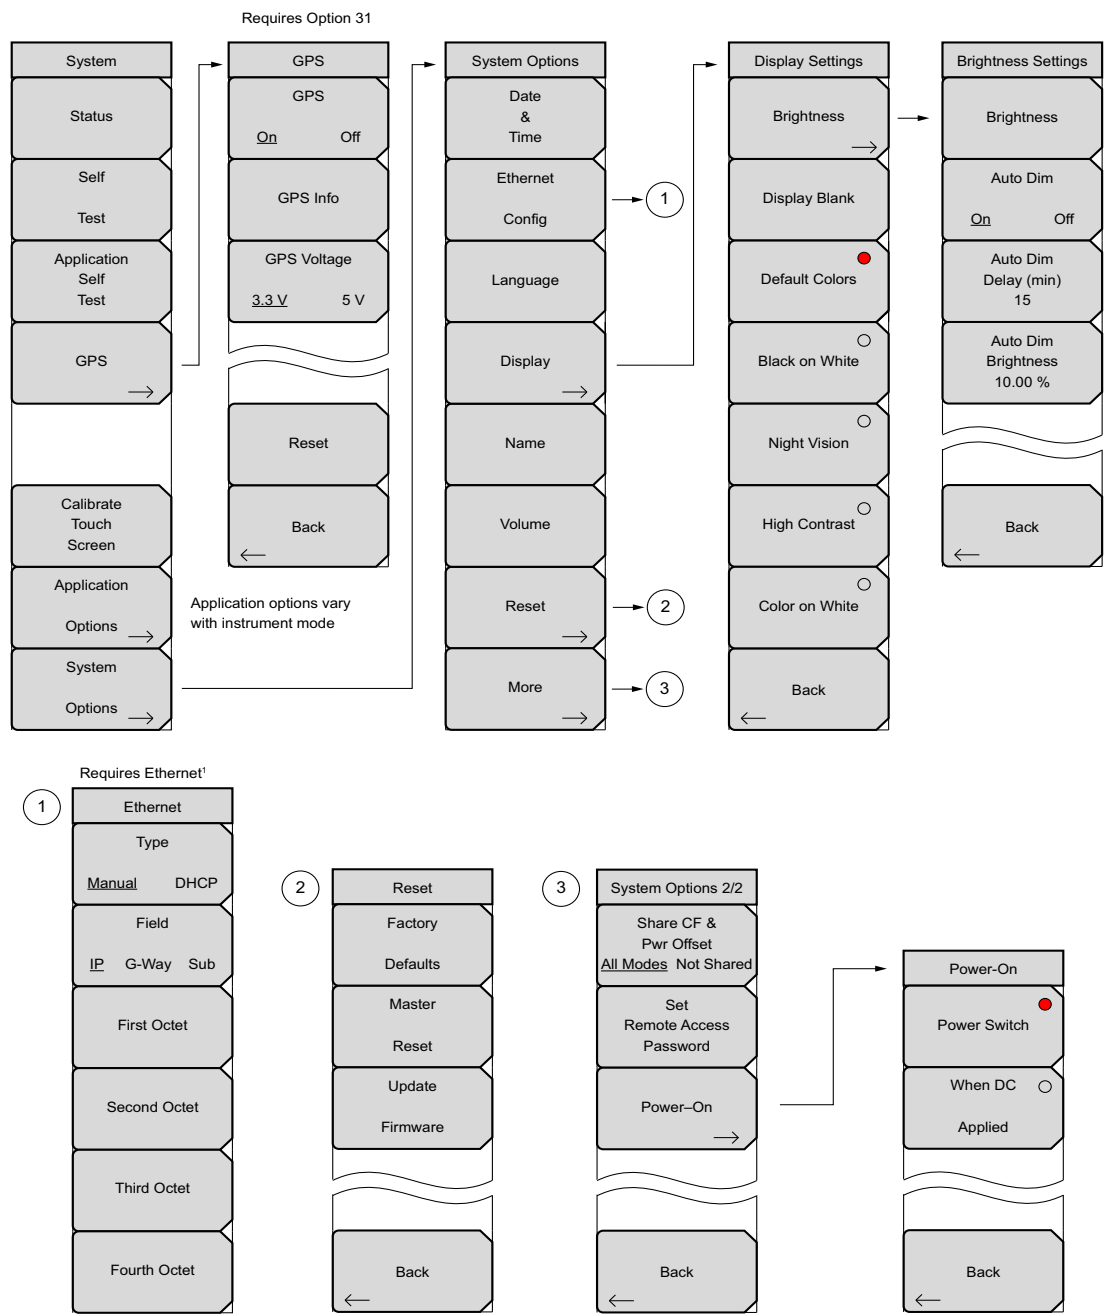 Requires Option 31
System
Status
Self
Test
Application
Self
Test
GPS
Calibrate
Touch
Screen
Application
Options
System
Options
GPS
GPS
On Off
GPS Info
GPS Voltage
3.3 V 5 V
Reset
Back
Application options vary
with instrument mode
System Options
Date
&
Time
Ethernet
Config
1
Language
Display
Name
Volume
Reset
2
More
3
Display Settings
Brightness
Display Blank
Default Colors
Black on White
Night Vision
High Contrast
Color on White
Back
Brightness Settings
Brightness
Auto Dim
On Off
Auto Dim
Delay (min)
15
Auto Dim
Brightness
10.00 %
Back
Requires Ethernet¹
1
Ethernet
Type
Manual DHCP
Field
IP G-Way Sub
First Octet
Second Octet
Third Octet
Fourth Octet
2
Reset
Factory
Defaults
Master
Reset
Update
Firmware
Back
3
System Options 2/2
Share CF &
Pwr Offset
All Modes Not Shared
Set
Remote Access
Password
Power–On
Back
Power-On
Power Switch
When DC
Applied
Back